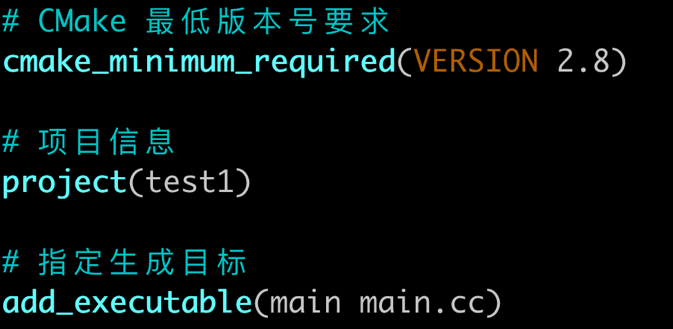 # CMake 最低版本号要求
cmake_minimum_required(VERSION 2.8)
# 项目信息
project(test1)
# 指定生成目标
add_executable(main main.cc)